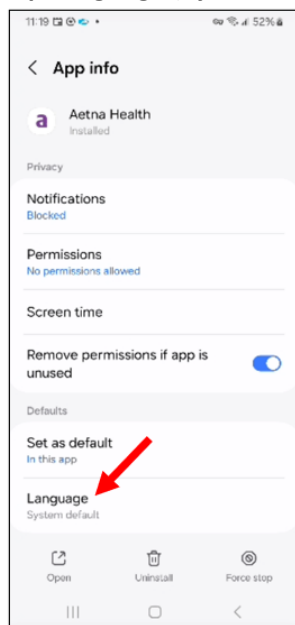 11:19
52%
App info
a
Aetna Health
Installed
Privacy
Notifications
Blocked
Permissions
No permissions allowed
Screen time
Remove permissions if app is
unused
Defaults
Set as default
In this app
Language
System default
Open Uninstall Force stop